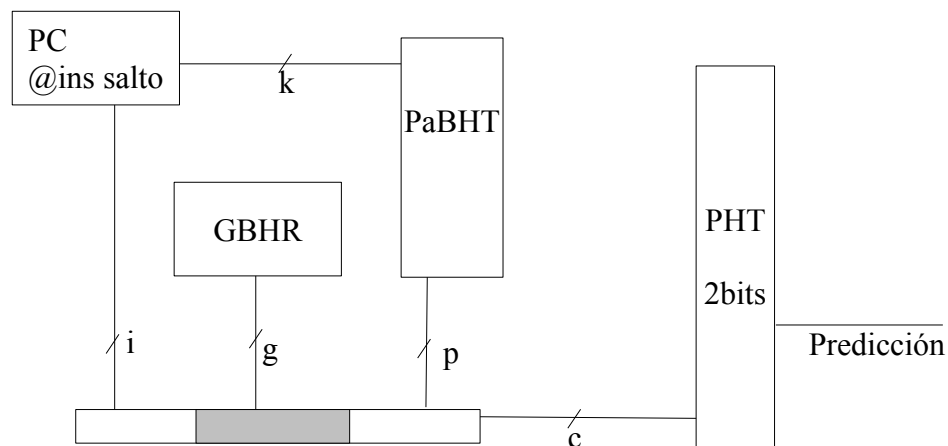 PC
@ins salto
k
PaBHT
GBHR
PHT
2bits
i
g
p
Predicción
c